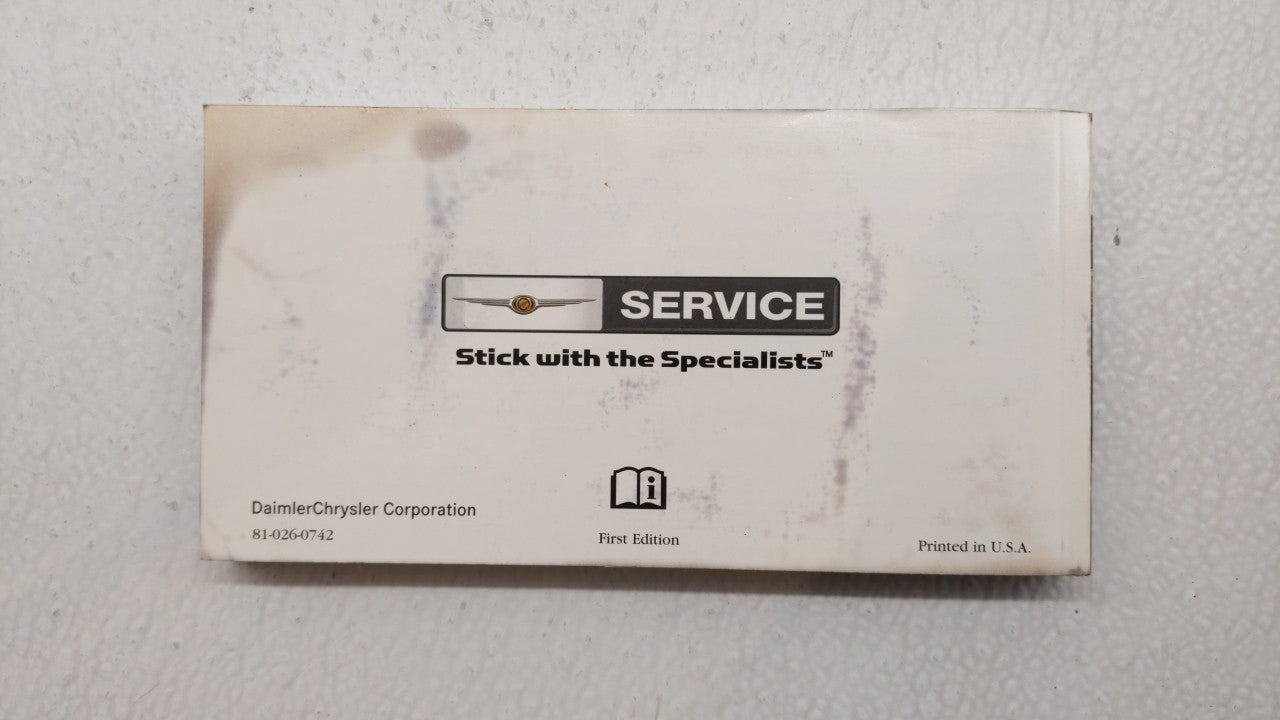 SERVICE
Stick with the Specialists™
i
DaimlerChrysler Corporation
81-026-0742
First Edition
Printed in U.S.A.